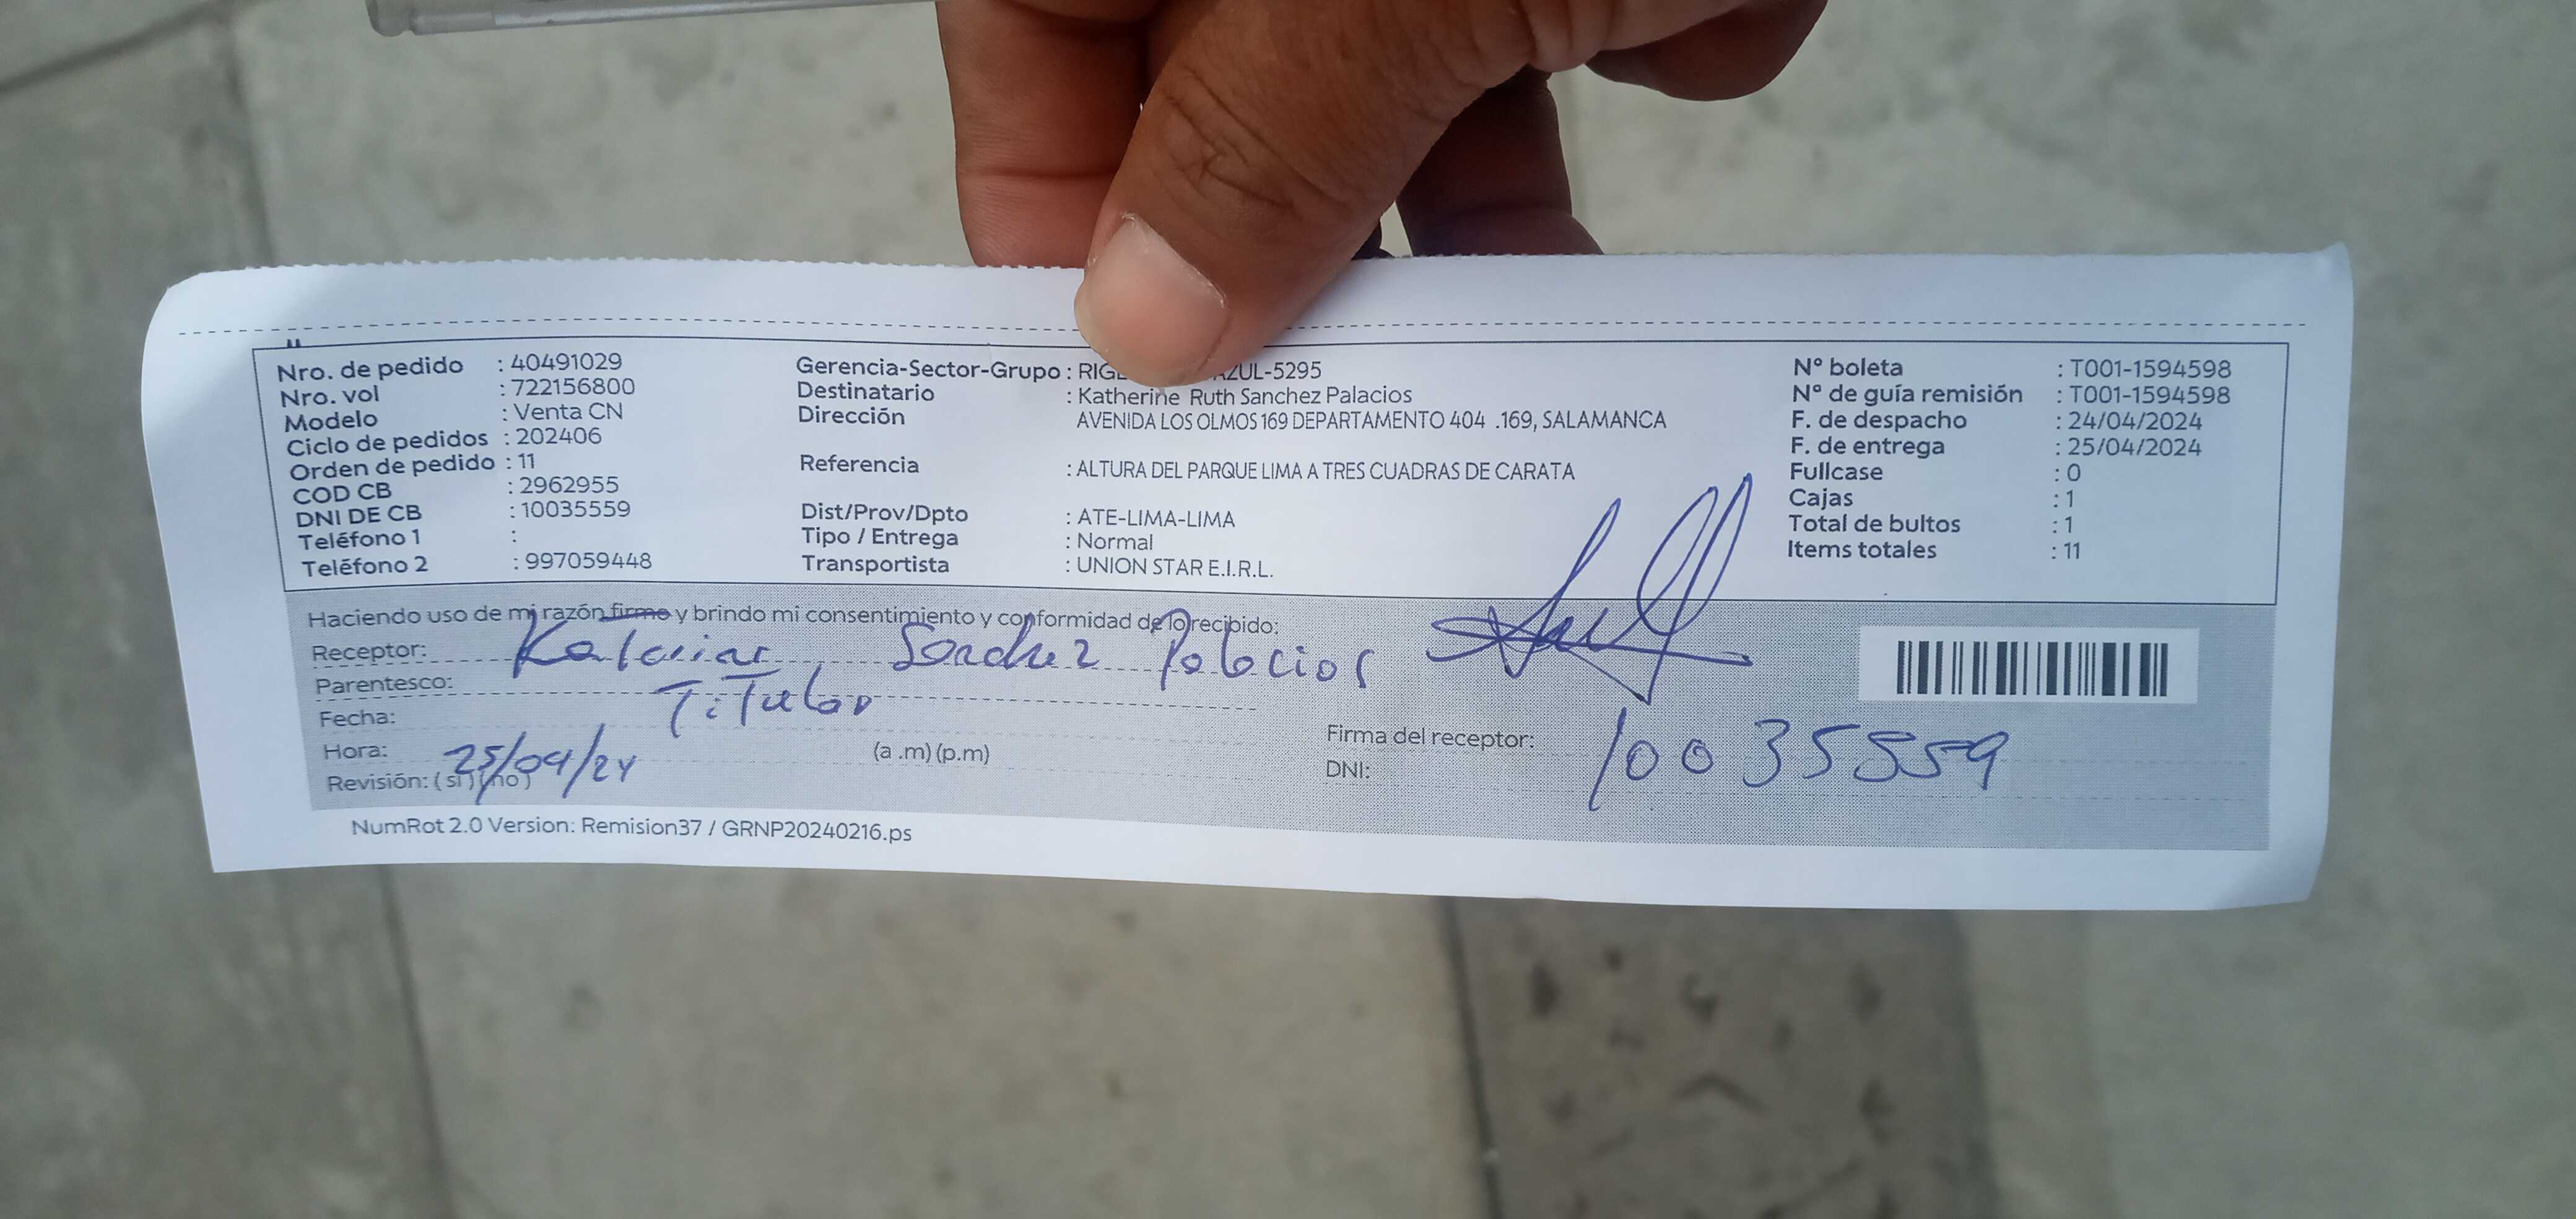 Nro. de pedido : 40491029
Nro. vol : 722156800
Modelo : Venta CN
Ciclo de pedidos : 202406
Orden de pedido : 11
COD CB : 2962955
DNI DE CB : 10035559
Teléfono 1 :
Teléfono 2 : 997059448
Gerencia-Sector-Grupo : RIG ZUL-5295
Destinatario : Katherine Ruth Sanchez Palacios
Dirección AVENIDA LOS OLMOS 169 DEPARTAMENTO 404 .169, SALAMANCA
Referencia : ALTURA DEL PARQUE LIMA A TRES CUADRAS DE CARATA
Dist/Prov/Dpto : ATE-LIMA-LIMA
Tipo / Entrega : Normal
Transportista : UNION STAR E.I.R.L.
Nº boleta : T001-1594598
Nº de guía remisión : T001-1594598
F. de despacho : 24/04/2024
F. de entrega : 25/04/2024
Fullcase : 0
Cajas : 1
Total de bultos : 1
Items totales : 11
Haciendo uso de mi razón firmo y brindo mi consentimiento y conformidad de lo recibido:
Receptor: Sanchez Palacios
Parentesco: Titular
Fecha: 25/04/24
Hora: (a .m) (p.m)
Revisión: ( si ) ( no )
Firma del receptor:
DNI: 10035559
NumRot 2.0 Version: Remision37 / GRNP20240216.ps